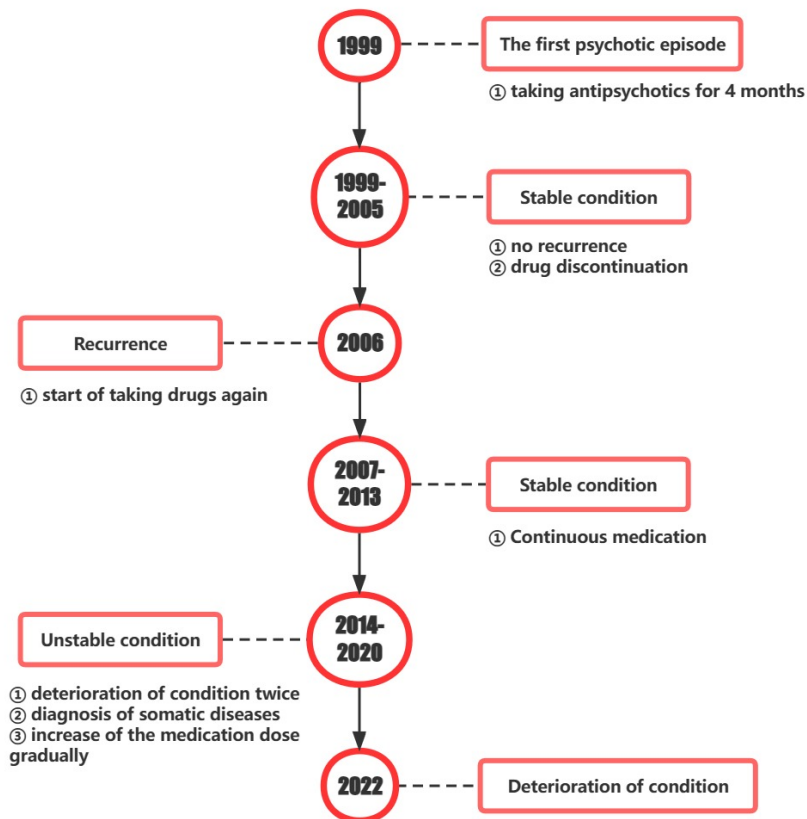 1999
The first psychotic episode
① taking antipsychotics for 4 months
1999-
2005
Stable condition
① no recurrence
② drug discontinuation
Recurrence
2006
① start of taking drugs again
2007-
2013
Stable condition
① Continuous medication
Unstable condition
2014-
2020
① deterioration of condition twice
② diagnosis of somatic diseases
③ increase of the medication dose
gradually
2022
Deterioration of condition